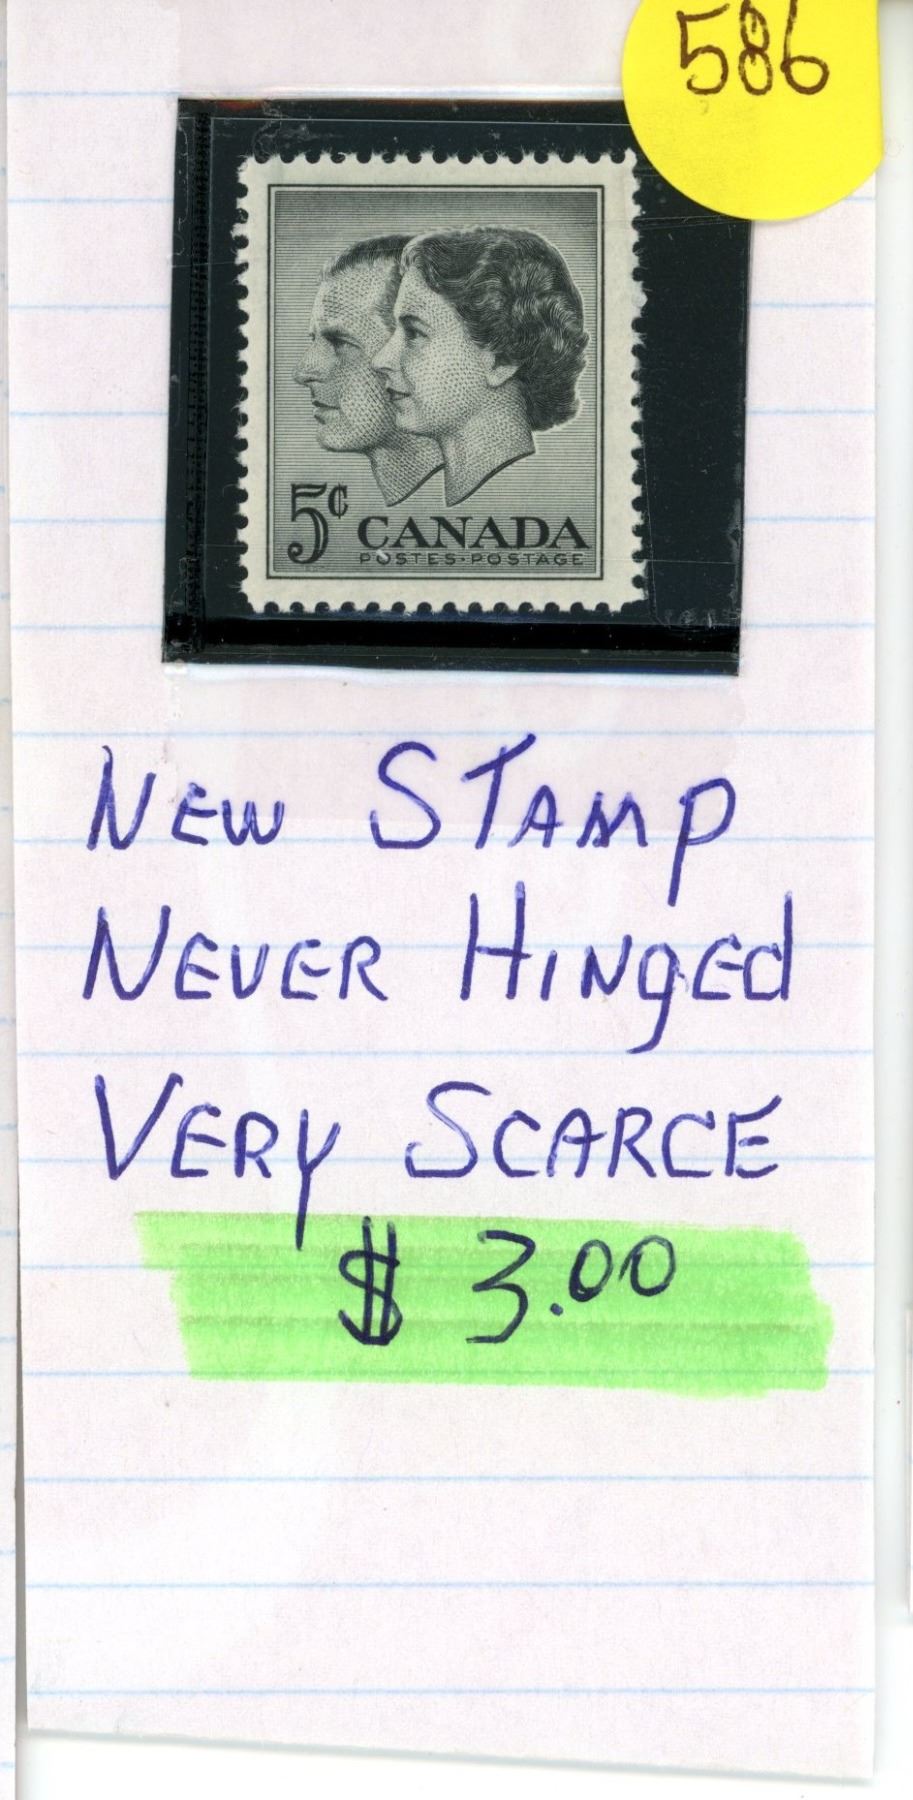 586
5¢ CANADA
POSTES·POSTAGE
NEW STAMP
NEVER HINgEd
VERY SCARCE
$ 3.00